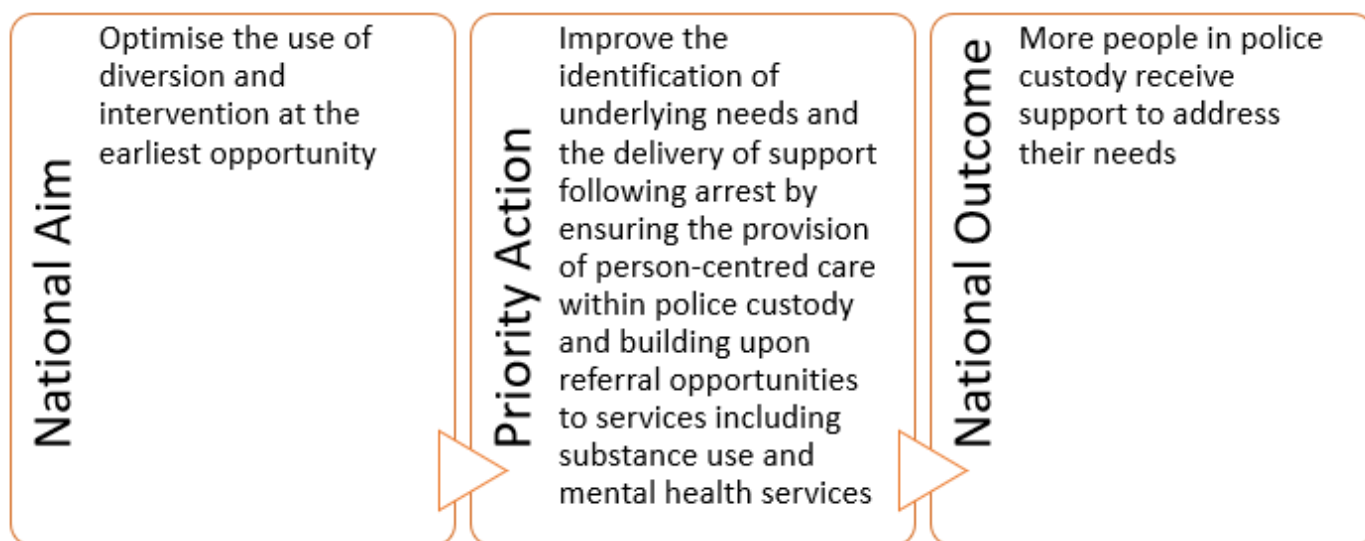 National Aim
Optimise the use of
diversion and
intervention at the
earliest opportunity
Priority Action
Improve the
identification of
underlying needs and
the delivery of support
following arrest by
ensuring the provision
of person-centred care
within police custody
and building upon
referral opportunities
to services including
substance use and
mental health services
National Outcome
More people in police
custody receive
support to address
their needs